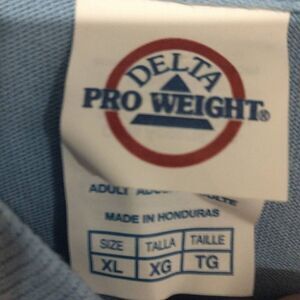 DELTA
PRO WEIGHT®
ADULT
MADE IN HONDURAS
SIZE TALLA TAILLE
XL XG TG